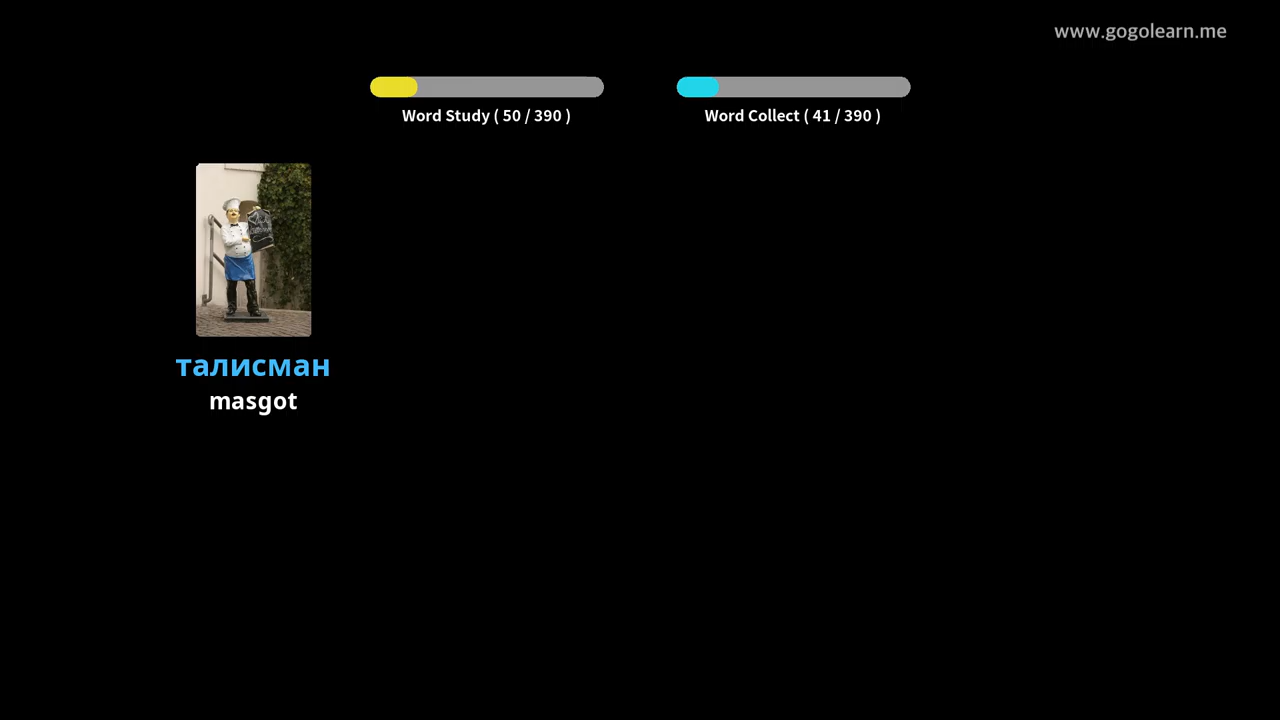 www.gogolearn.me
Word Study ( 50 / 390 )
Word Collect ( 41 / 390 )
талисман
masgot